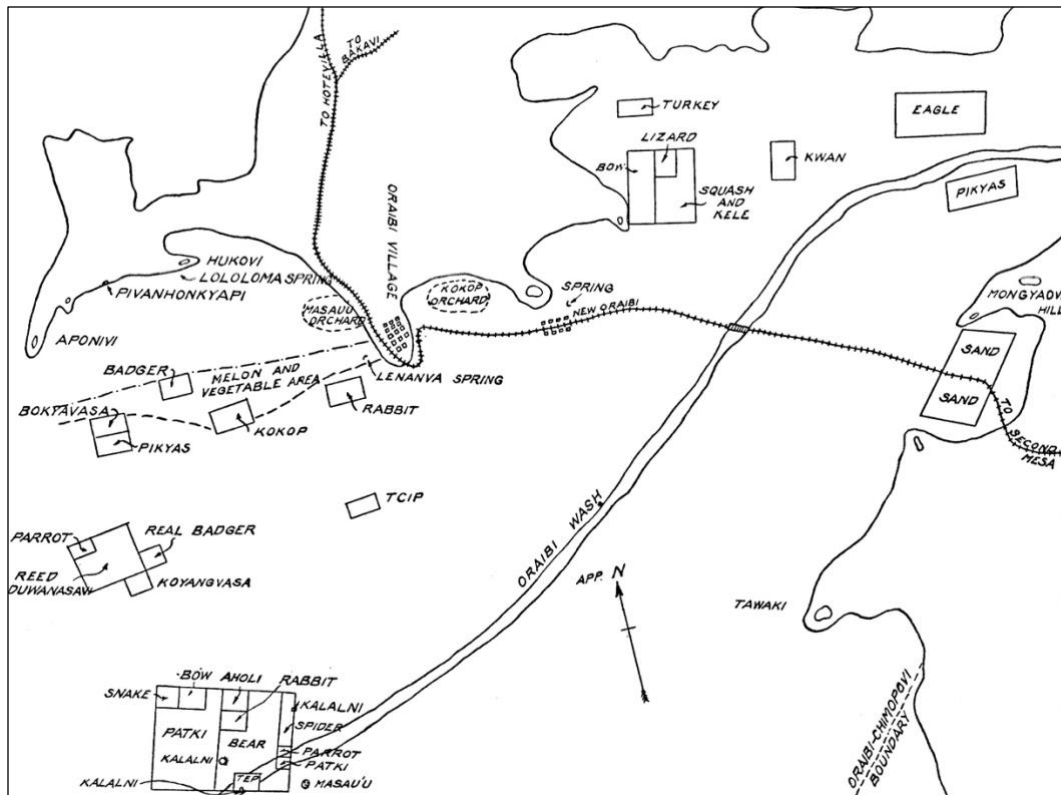 TO HOTEVILLA
TO
BAKAVI
TURKEY
EAGLE
LIZARD
BOW
KWAN
SQUASH
AND
KELE
PIKYAS
ORAIBI VILLAGE
HUKOVI
LOLOLOMA SPRING
PIVANHONKYAPI
MASAUU
ORCHARD
KOKOP
ORCHARD
SPRING
NEW ORAIBI
MONGYAOVI
HILL
APONIVI
BADGER
MELON AND
VEGETABLE AREA
LENANVA SPRING
SAND
SAND
RABBIT
BOKYAVASA
KOKOP
PIKYAS
TO
SECOND
MESA
TCIP
ORAIBI WASH
PARROT
REAL BADGER
REED
DUWANASAW
KOYANGVASA
APP. N
TAWAKI
BOW
AHOLI
RABBIT
SNAKE
KALALNI
SPIDER
PATKI
BEAR
KALALNI
PARROT
PATKI
TEP
KALALNI
MASAU'U
ORAIBI-CHIMOPOVI
BOUNDARY